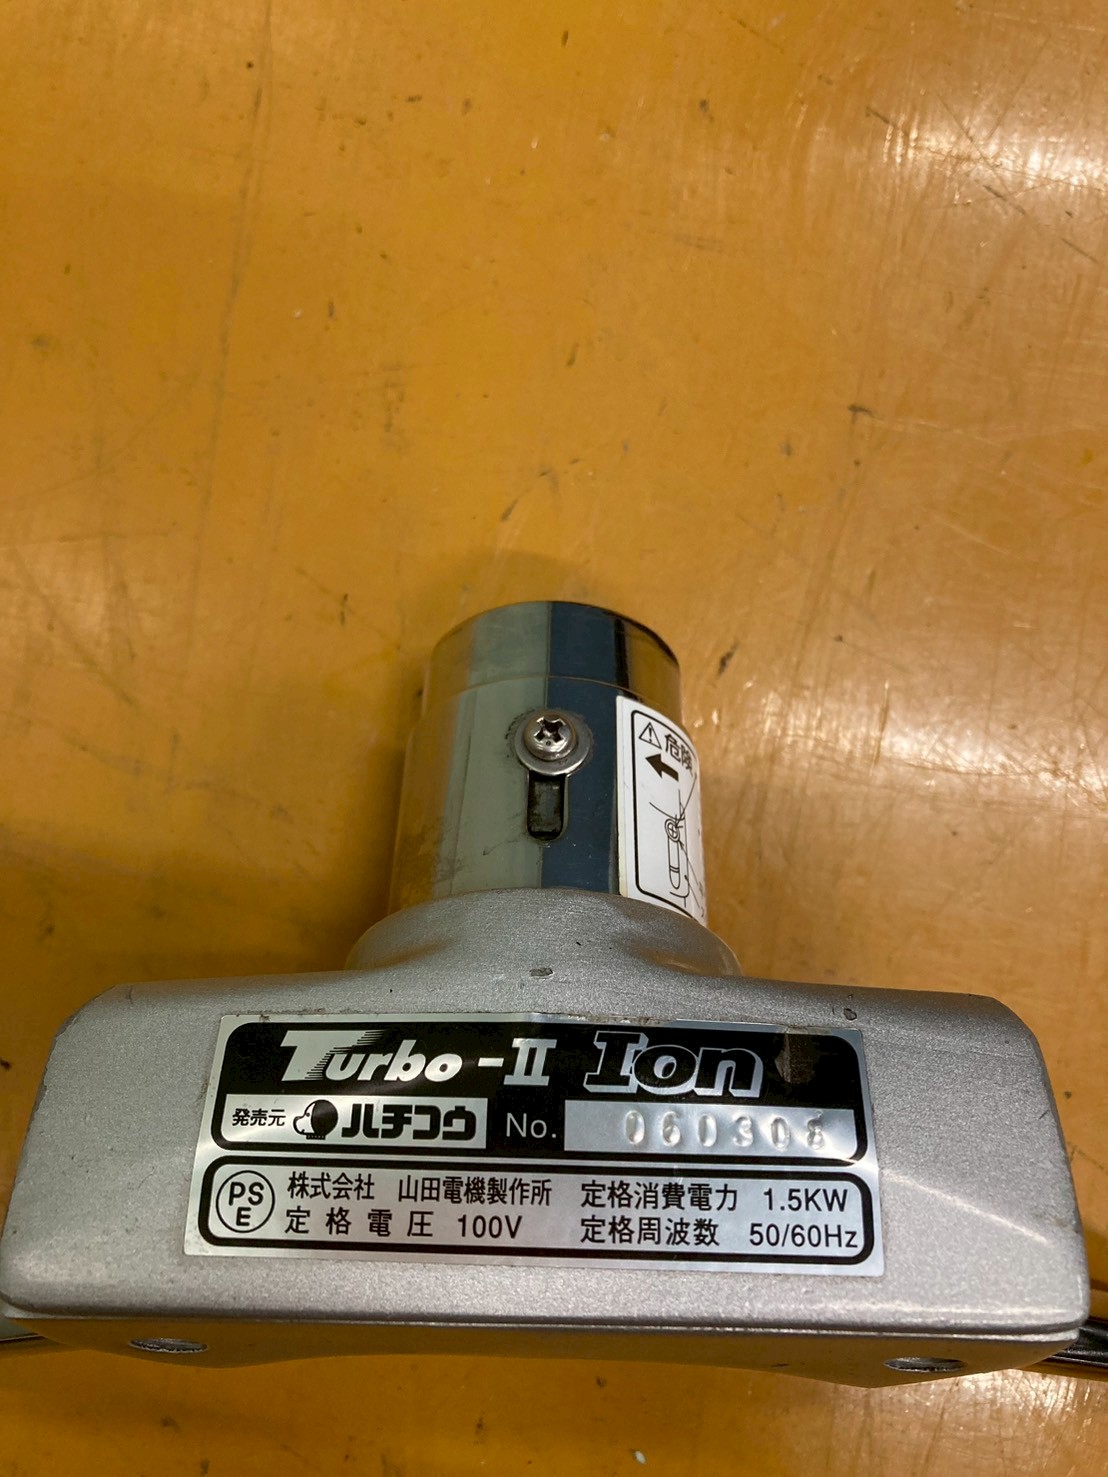 危険
Turbo-II Ion
発売元 ハチコウ No. 060308
PSE 株式会社 山田電機製作所 定格消費電力 1.5KW
定格電圧 100V 定格周波数 50/60Hz